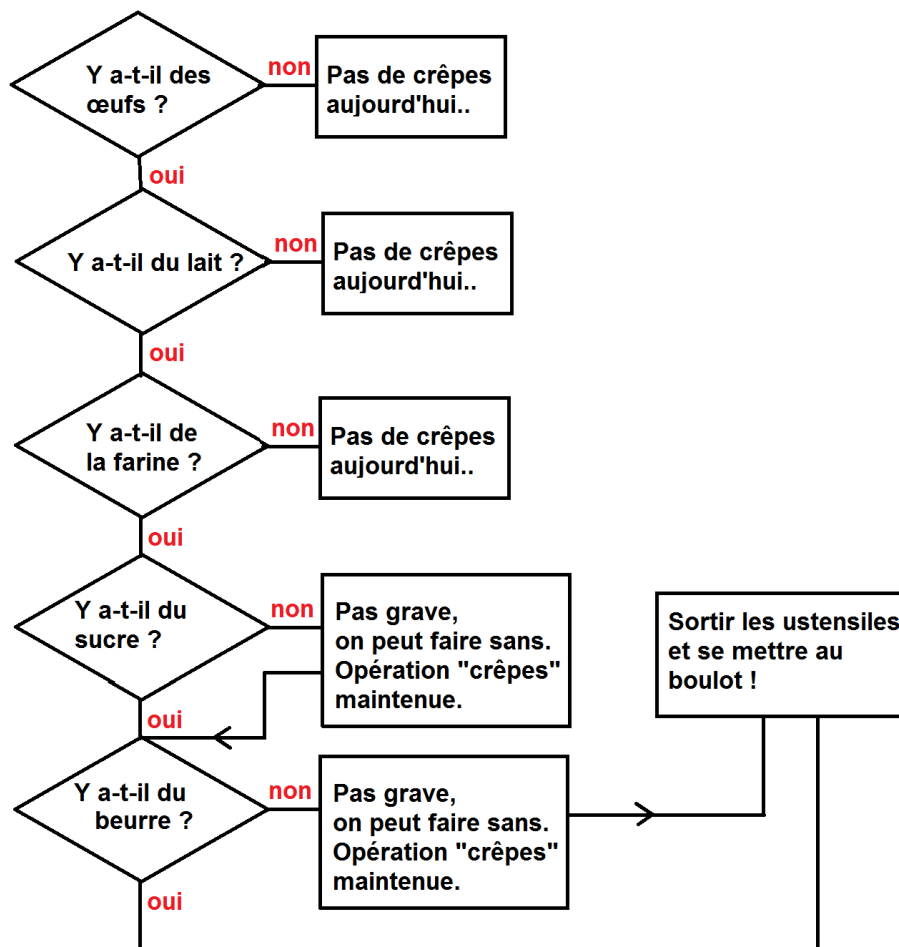 Y a-t-il des
œufs ?
non
Pas de crêpes
aujourd'hui..
oui
Y a-t-il du lait ?
non
Pas de crêpes
aujourd'hui..
oui
Y a-t-il de
la farine ?
non
Pas de crêpes
aujourd'hui..
oui
Y a-t-il du
sucre ?
non
Pas grave,
on peut faire sans.
Opération "crêpes"
maintenue.
oui
Y a-t-il du
beurre ?
non
Pas grave,
on peut faire sans.
Opération "crêpes"
maintenue.
oui
Sortir les ustensiles
et se mettre au
boulot !